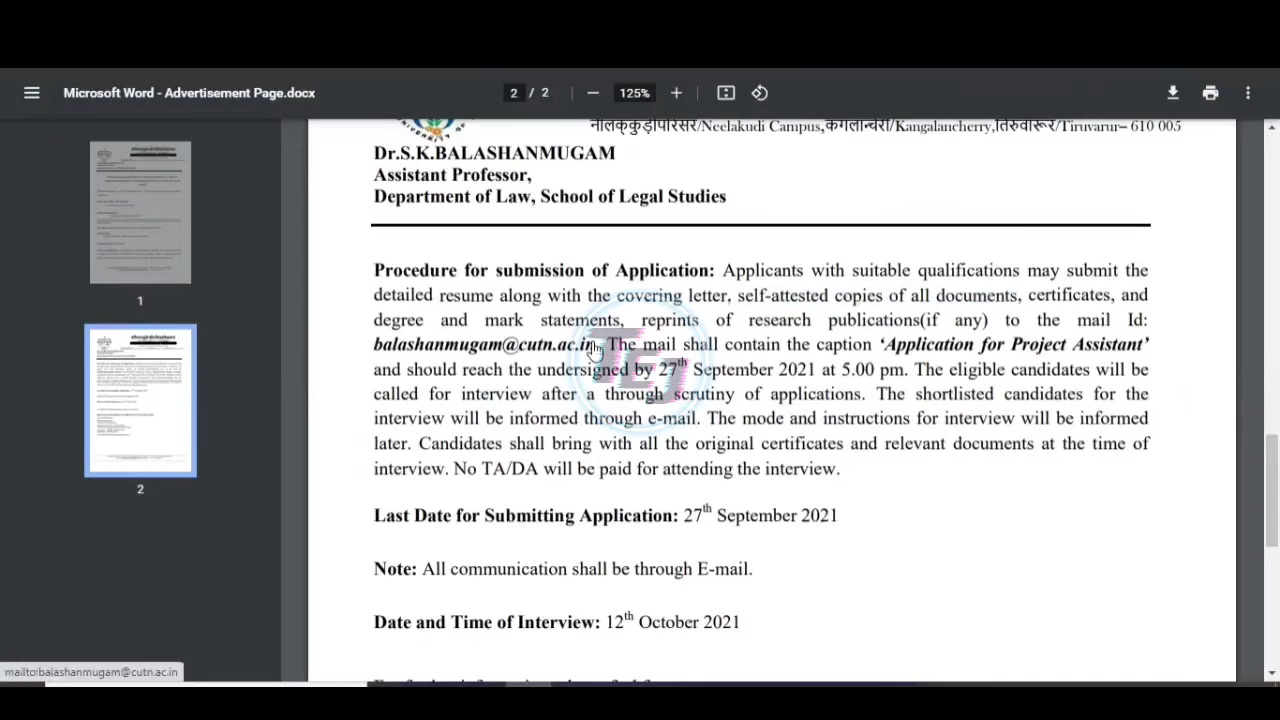 Microsoft Word - Advertisement Page.docx
2 / 2
125%
नीलक्कुडी परिसर/Neelakudi Campus,कंगलान्चेरी/Kangalancherry,तिरुवारूर/Tiruvarur– 610 005
Dr.S.K.BALASHANMUGAM
Assistant Professor,
Department of Law, School of Legal Studies
Procedure for submission of Application: Applicants with suitable qualifications may submit the
detailed resume along with the covering letter, self-attested copies of all documents, certificates, and
degree and mark statements, reprints of research publications(if any) to the mail Id:
balashanmugam@cutn.ac.in. The mail shall contain the caption ‘Application for Project Assistant’
and should reach the undersigned by 27th September 2021 at 5.00 pm. The eligible candidates will be
called for interview after a through scrutiny of applications. The shortlisted candidates for the
interview will be informed through e-mail. The mode and instructions for interview will be informed
later. Candidates shall bring with all the original certificates and relevant documents at the time of
interview. No TA/DA will be paid for attending the interview.
Last Date for Submitting Application: 27th September 2021
Note: All communication shall be through E-mail.
Date and Time of Interview: 12th October 2021
1
2
mailto:balashanmugam@cutn.ac.in